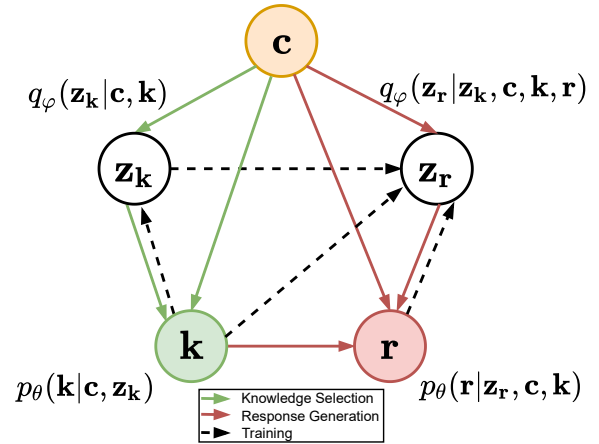 c
q_φ(z_k|c, k)
q_φ(z_r|z_k, c, k, r)
z_k
z_r
k
r
p_θ(k|c, z_k)
p_θ(r|z_r, c, k)
Knowledge Selection
Response Generation
Training